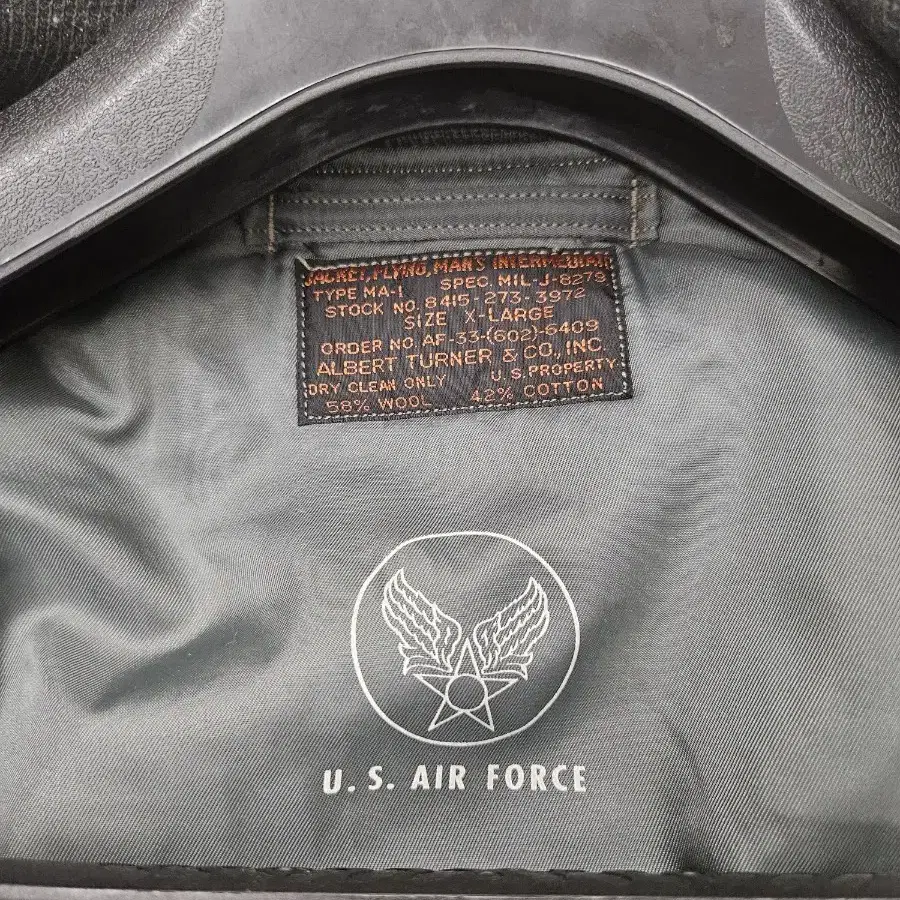 JACKET, FLYING, MAN'S INTERMEDIATE
TYPE MA-1 SPEC. MIL-J-8279
STOCK NO. 8415-273-3972
SIZE X-LARGE
ORDER NO. AF-33-(602)-6409
ALBERT TURNER & CO., INC.
DRY CLEAN ONLY U.S. PROPERTY
58% WOOL 42% COTTON
U. S. AIR FORCE